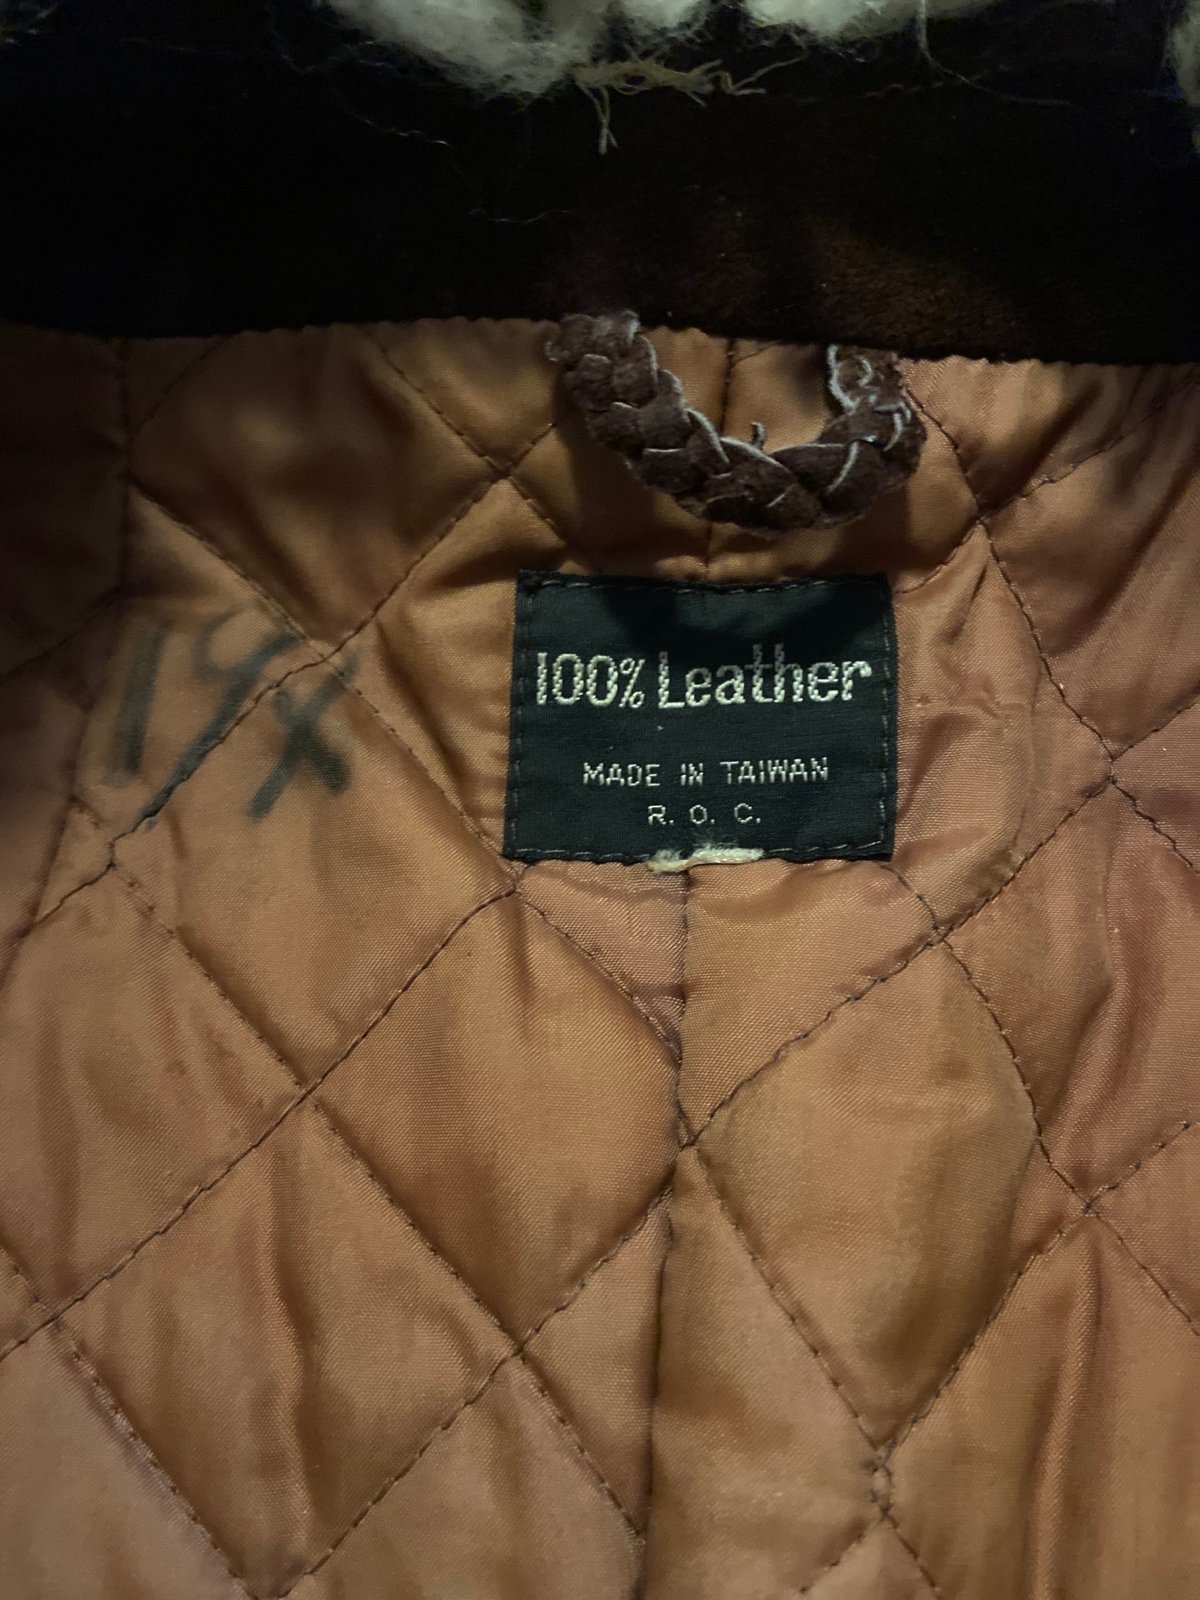 100% Leather
MADE IN TAIWAN
R. O. C.